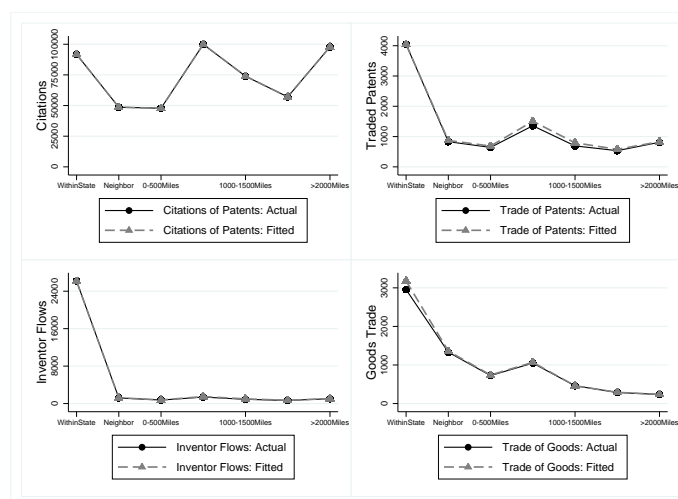 Citations
0 25000 50000 75000 100000
WithinState Neighbor 0-500Miles 1000-1500Miles >2000Miles
Citations of Patents: Actual
Citations of Patents: Fitted
Traded Patents
0 1000 2000 3000 4000
WithinState Neighbor 0-500Miles 1000-1500Miles >2000Miles
Trade of Patents: Actual
Trade of Patents: Fitted
Inventor Flows
0 8000 16000 24000
WithinState Neighbor 0-500Miles 1000-1500Miles >2000Miles
Inventor Flows: Actual
Inventor Flows: Fitted
Goods Trade
0 1000 2000 3000
WithinState Neighbor 0-500Miles 1000-1500Miles >2000Miles
Trade of Goods: Actual
Trade of Goods: Fitted